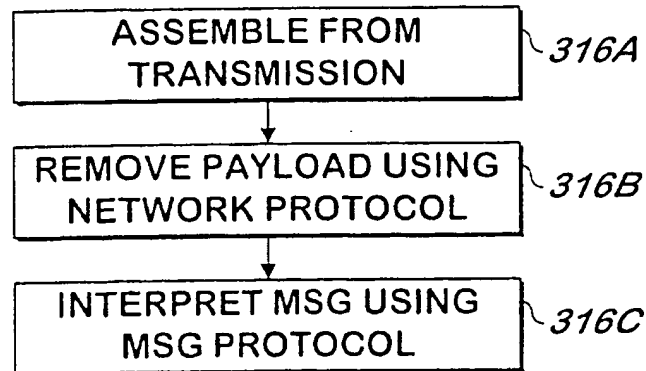 ASSEMBLE FROM
TRANSMISSION
316A
REMOVE PAYLOAD USING
NETWORK PROTOCOL
316B
INTERPRET MSG USING
MSG PROTOCOL
316C